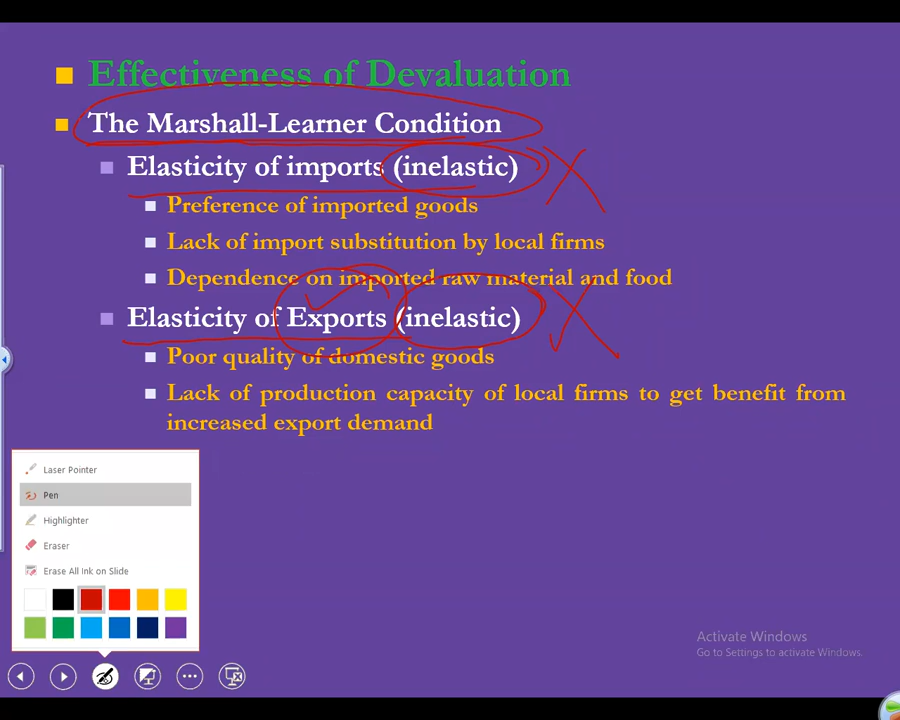 Effectiveness of Devaluation
The Marshall-Learner Condition
Elasticity of imports (inelastic)
Preference of imported goods
Lack of import substitution by local firms
Dependence on imported raw material and food
Elasticity of Exports (inelastic)
Poor quality of domestic goods
Lack of production capacity of local firms to get benefit from
increased export demand
Laser Pointer
Pen
Highlighter
Eraser
Erase All Ink on Slide
Activate Windows
Go to Settings to activate Windows.